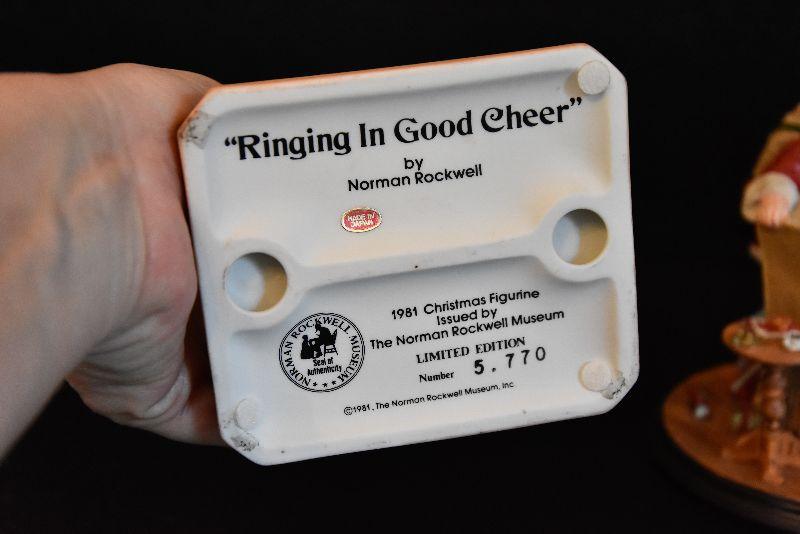 “Ringing In Good Cheer”
by
Norman Rockwell
MADE IN
JAPAN
1981 Christmas Figurine
Issued by
The Norman Rockwell Museum
LIMITED EDITION
Number 5.770
©1981, The Norman Rockwell Museum, Inc
NORMAN ROCKWELL MUSEUM
Seal of
Authenticity